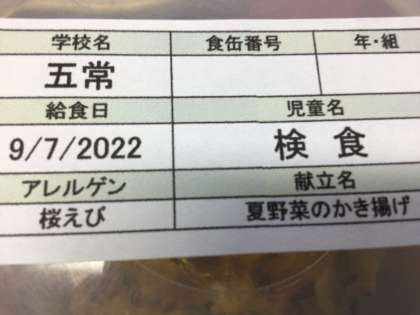 学校名 食缶番号 年・組
五常
給食日 児童名
9/7/2022 検食
アレルゲン 献立名
桜えび 夏野菜のかき揚げ